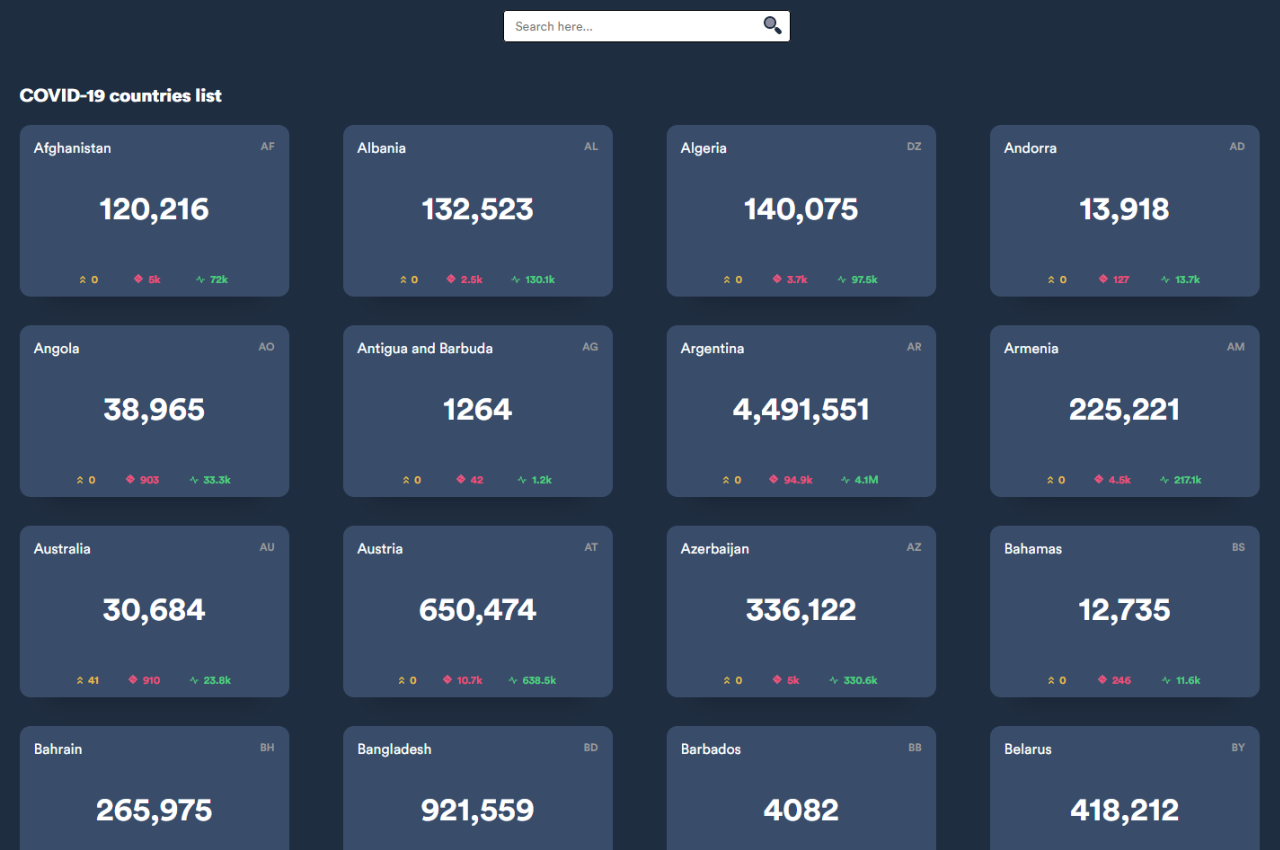 Search here...
COVID-19 countries list
Afghanistan AF
120,216
0 5k 72k
Albania AL
132,523
0 2.5k 130.1k
Algeria DZ
140,075
0 3.7k 97.5k
Andorra AD
13,918
0 127 13.7k
Angola AO
38,965
0 903 33.3k
Antigua and Barbuda AG
1264
0 42 1.2k
Argentina AR
4,491,551
0 94.9k 4.1M
Armenia AM
225,221
0 4.5k 217.1k
Australia AU
30,684
41 910 23.8k
Austria AT
650,474
0 10.7k 638.5k
Azerbaijan AZ
336,122
0 5k 330.6k
Bahamas BS
12,735
0 246 11.6k
Bahrain BH
265,975
Bangladesh BD
921,559
Barbados BB
4082
Belarus BY
418,212